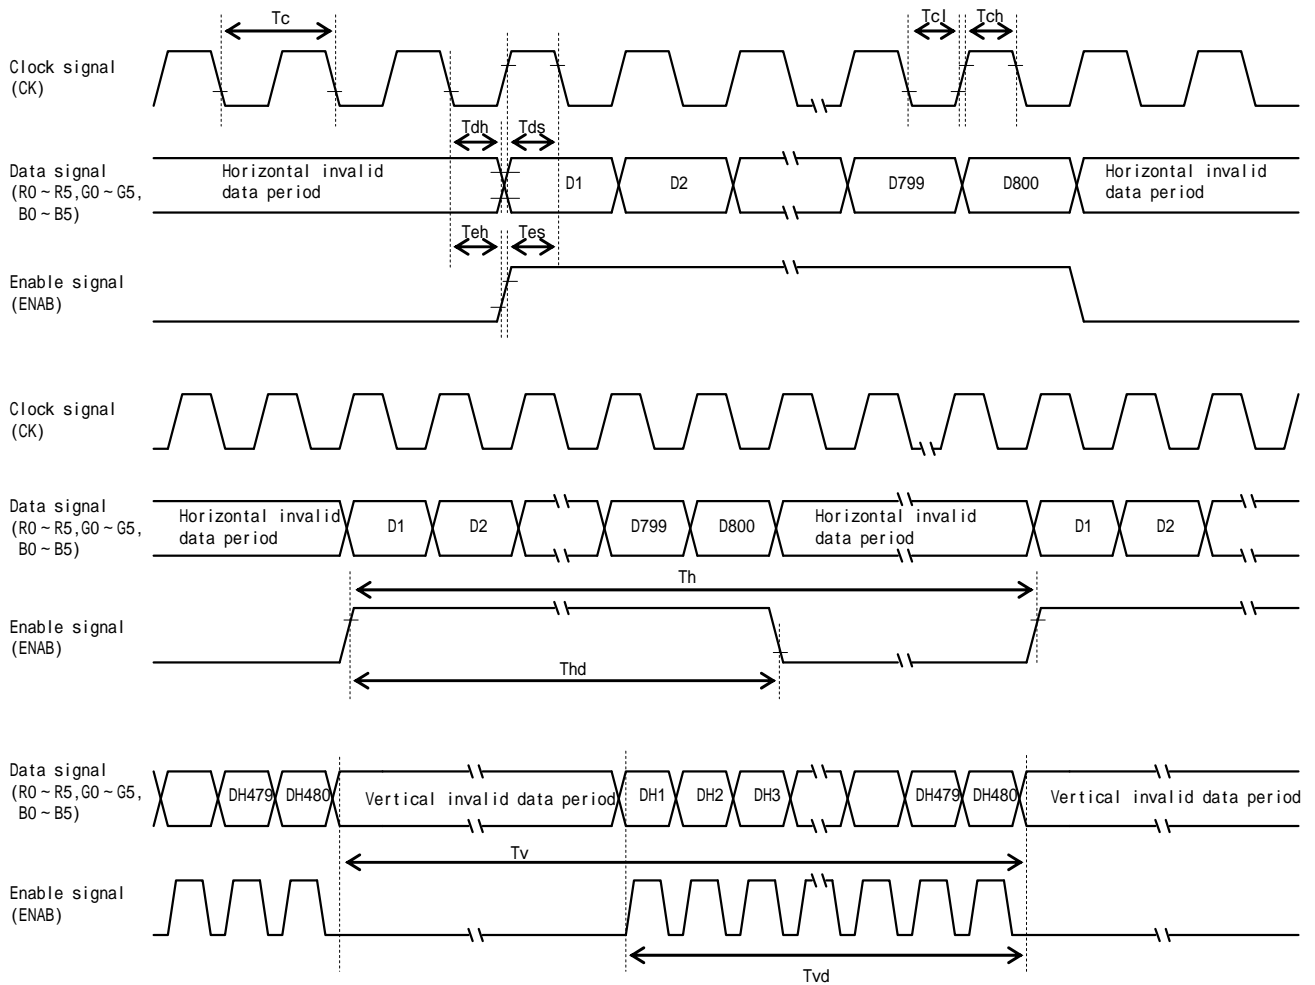 Tc
Tcl Tch
Clock signal
(CK)
Tdh Tds
Data signal
(R0～R5,G0～G5,
B0～B5)
Horizontal invalid
data period
D1 D2 D799 D800
Horizontal invalid
data period
Teh Tes
Enable signal
(ENAB)
Clock signal
(CK)
Data signal
(R0～R5,G0～G5,
B0～B5)
Horizontal invalid
data period
D1 D2 D799 D800
Horizontal invalid
data period
D1 D2
Th
Enable signal
(ENAB)
Thd
Data signal
(R0～R5,G0～G5,
B0～B5)
DH479 DH480 Vertical invalid data period DH1 DH2 DH3 DH479 DH480 Vertical invalid data period
Tv
Enable signal
(ENAB)
Tvd